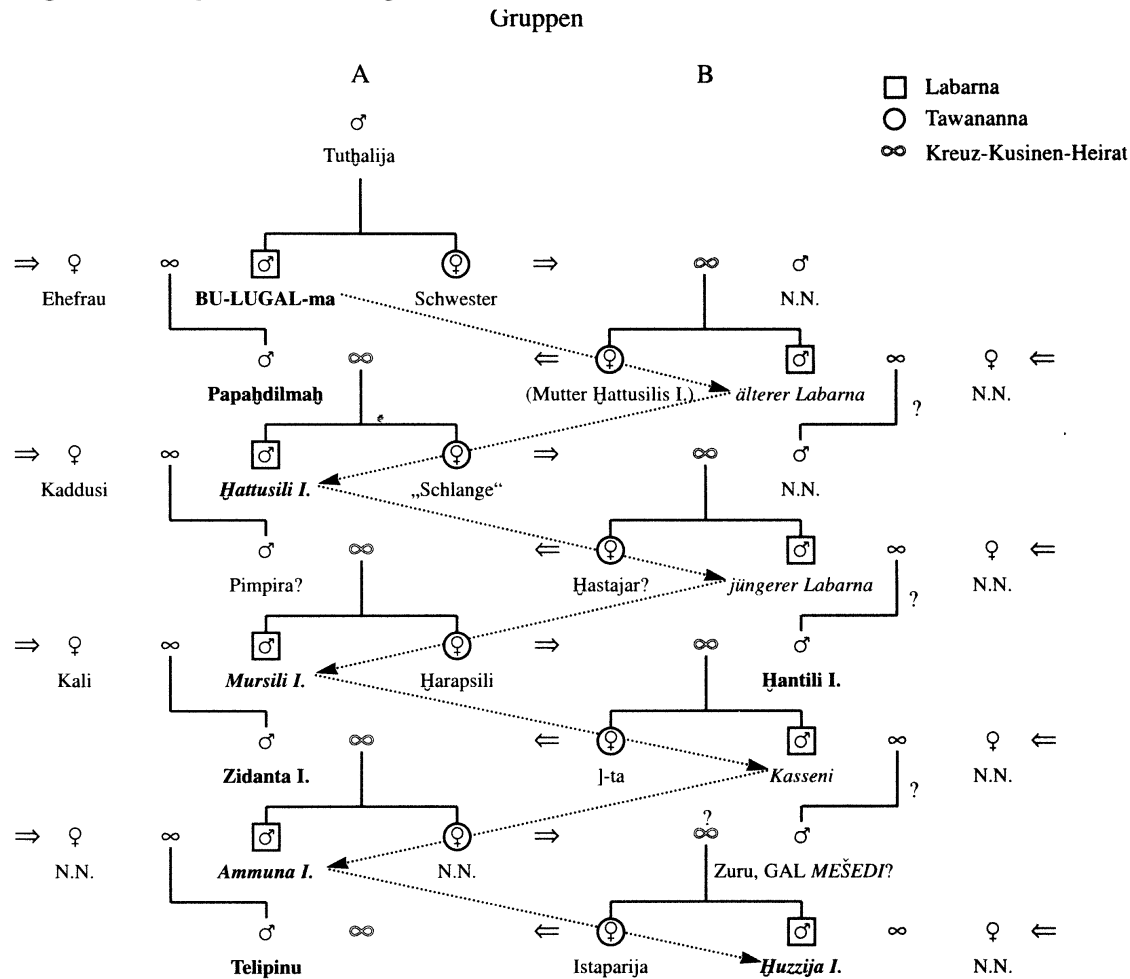 Gruppen
A B
Labarna
Tawananna
Kreuz-Kusinen-Heirat
Tutḫalija
Ehefrau BU-LUGAL-ma Schwester N.N.
Papaḫdilmaḫ (Mutter Ḫattusilis I.) älterer Labarna N.N.
?
Kaddusi Ḫattusili I. „Schlange“ N.N.
Pimpira? Ḫastajar? jüngerer Labarna N.N.
?
Kali Mursili I. Ḫarapsili Ḫantili I.
Zidanta I. ]-ta Kasseni N.N.
?
?
N.N. Ammuna I. N.N. Zuru, GAL MEŠEDI?
Telipinu Istaparija Ḫuzzija I. N.N.